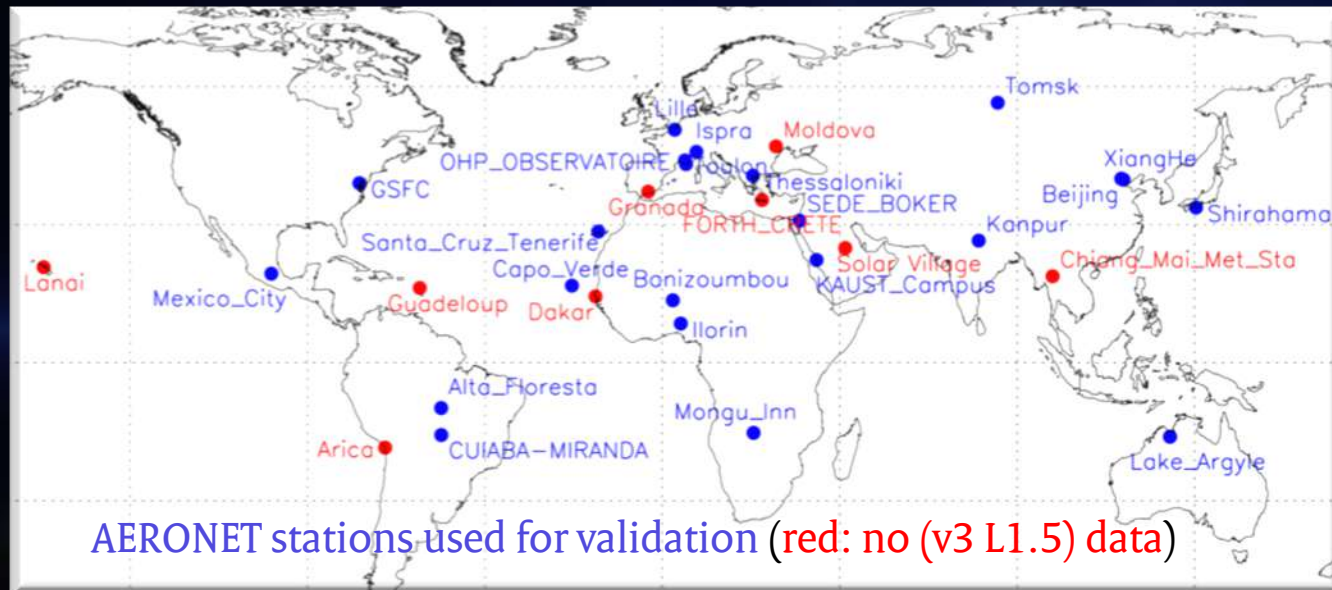 Tomsk
Lille
Ispra
Moldova
OHP_OBSERVATOIRE
Toulon
XiangHe
GSFC
Thessaloniki
Beijing
Granada
SEDE_BOKER
Shirahama
FORTH_CRETE
Kanpur
Santa_Cruz_Tenerife
Solar Village
Chiang_Mai_Met_Sta
Lanai
Capo_Verde
Banizoumbou
KAUST_Campus
Mexico_City
Guadeloup
Dakar
Ilorin
Alta_Floresta
Mongu_Inn
Arica
CUIABA-MIRANDA
Lake_Argyle
AERONET stations used for validation (red: no (v3 L1.5) data)